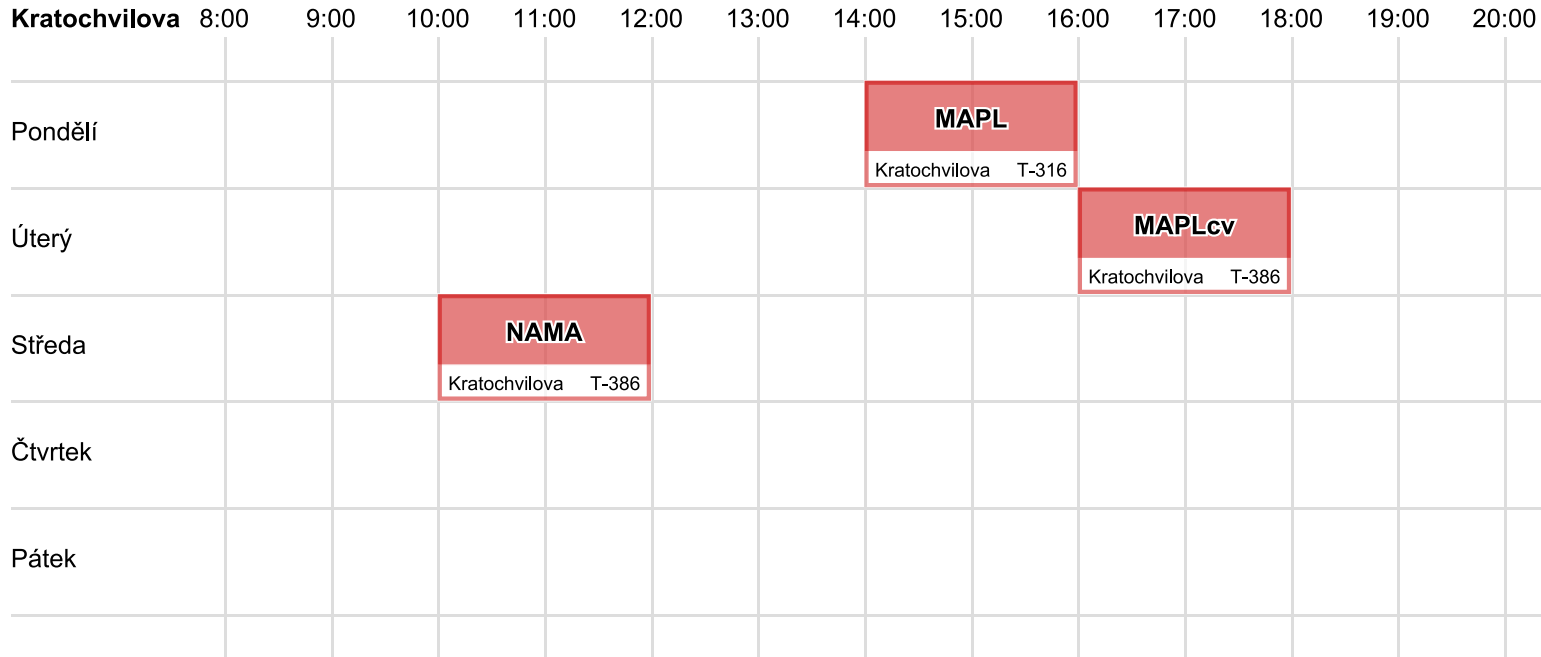 Kratochvilova 8:00 9:00 10:00 11:00 12:00 13:00 14:00 15:00 16:00 17:00 18:00 19:00 20:00
Pondělí
MAPL
Kratochvilova T-316
Úterý
MAPLcv
Kratochvilova T-386
Středa
NAMA
Kratochvilova T-386
Čtvrtek
Pátek